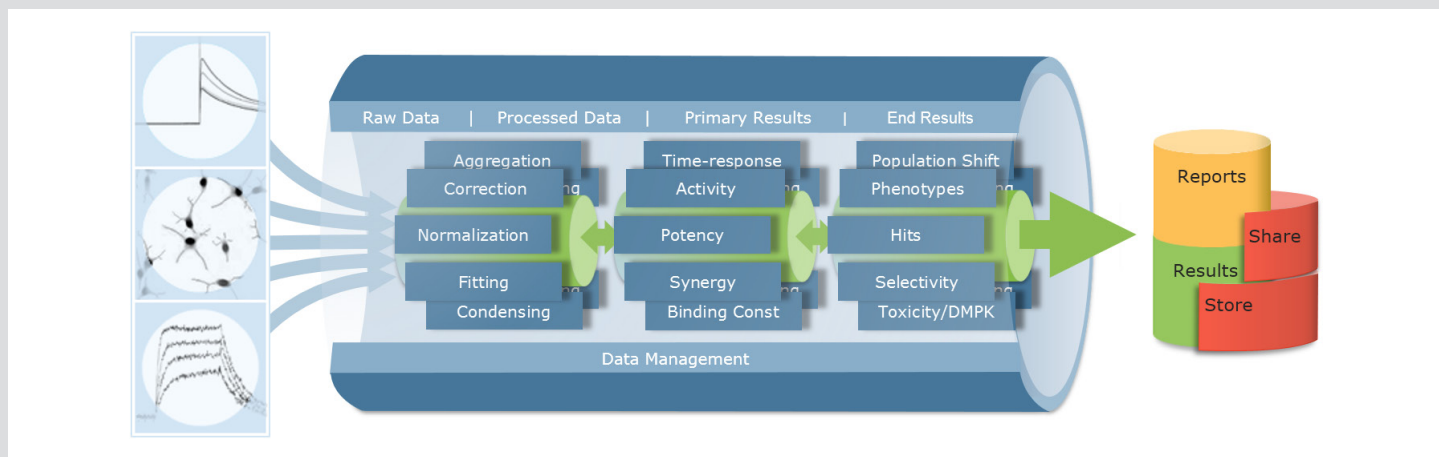 Raw Data | Processed Data | Primary Results | End Results
Aggregation
Correction
Normalization
Fitting
Condensing
Time-response
Activity
Potency
Synergy
Binding Const
Population Shift
Phenotypes
Hits
Selectivity
Toxicity/DMPK
Data Management
Reports
Share
Results
Store